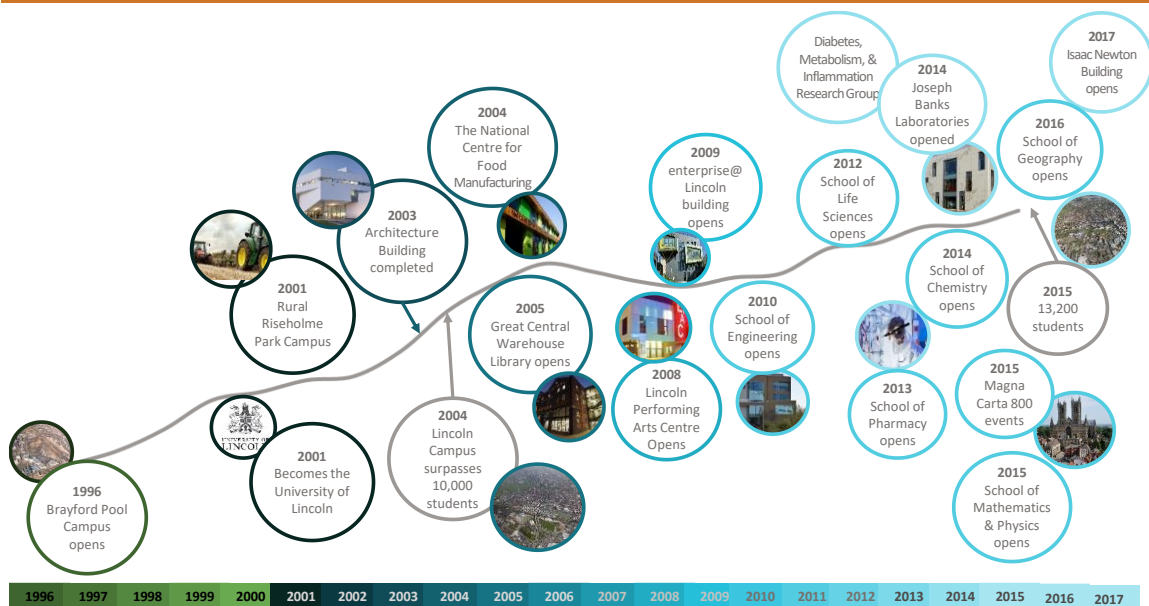 Diabetes,
Metabolism, &
Inflammation
Research Group
2014
Joseph
Banks
Laboratories
opened
2017
Isaac Newton
Building
opens
2016
School of
Geography
opens
2004
The National
Centre for
Food
Manufacturing
2009
enterprise@
Lincoln
building
opens
2012
School of
Life
Sciences
opens
2003
Architecture
Building
completed
2001
Rural
Riseholme
Park Campus
2005
Great Central
Warehouse
Library opens
2010
School of
Engineering
opens
2014
School of
Chemistry
opens
2015
13,200
students
2008
Lincoln
Performing
Arts Centre
Opens
2013
School of
Pharmacy
opens
2015
Magna
Carta 800
events
2004
Lincoln
Campus
surpasses
10,000
students
UNIVERSITY OF
LINCOLN
2001
Becomes the
University of
Lincoln
1996
Brayford Pool
Campus
opens
2015
School of
Mathematics
& Physics
opens
1996 1997 1998 1999 2000 2001 2002 2003 2004 2005 2006 2007 2008 2009 2010 2011 2012 2013 2014 2015 2016 2017